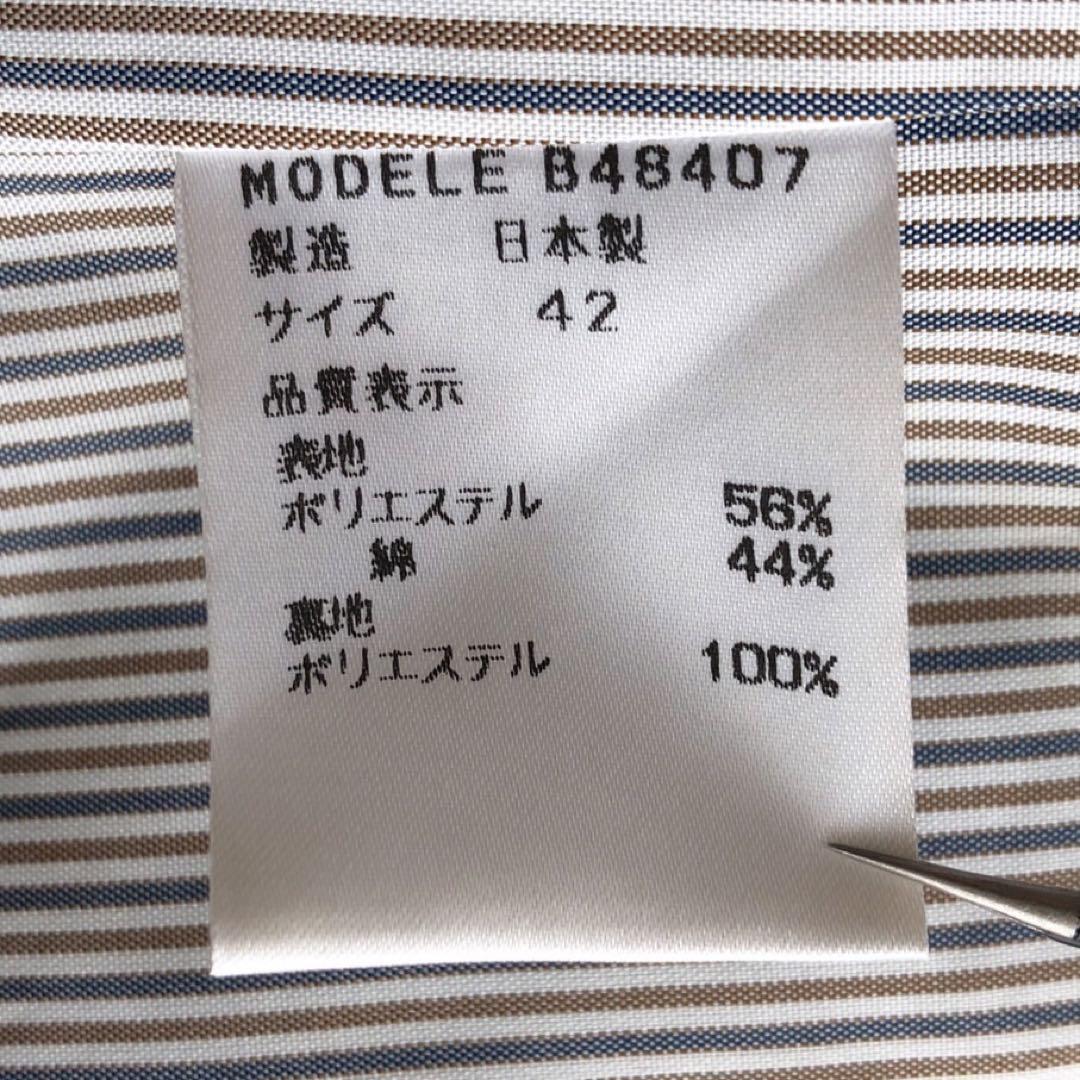 MODELE B48407
製造 日本製
サイズ 42
品質表示
表地
ポリエステル 56%
綿 44%
裏地
ポリエステル 100%